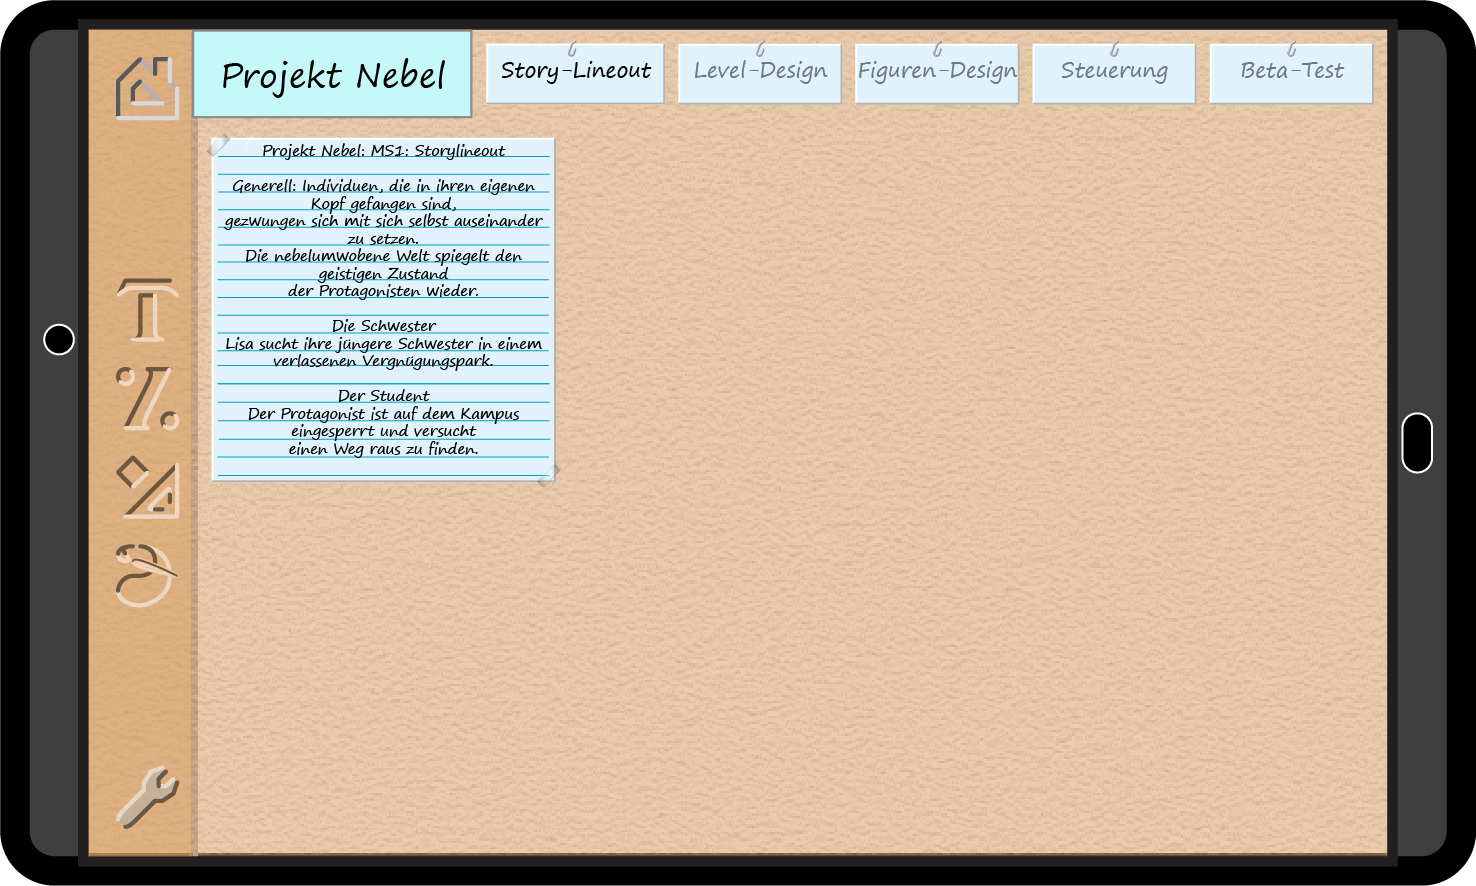 Projekt Nebel
Story-Lineout
Level-Design
Figuren-Design
Steuerung
Beta-Test
Projekt Nebel: MS1: Storylineout
Generell: Individuen, die in ihren eigenen
Kopf gefangen sind,
gezwungen sich mit sich selbst auseinander
zu setzen.
Die nebelumwobene Welt spiegelt den
geistigen Zustand
der Protagonisten wieder.
Die Schwester
Lisa sucht ihre jüngere Schwester in einem
verlassenen Vergnügungspark.
Der Student
Der Protagonist ist auf dem Kampus
eingesperrt und versucht
einen Weg raus zu finden.